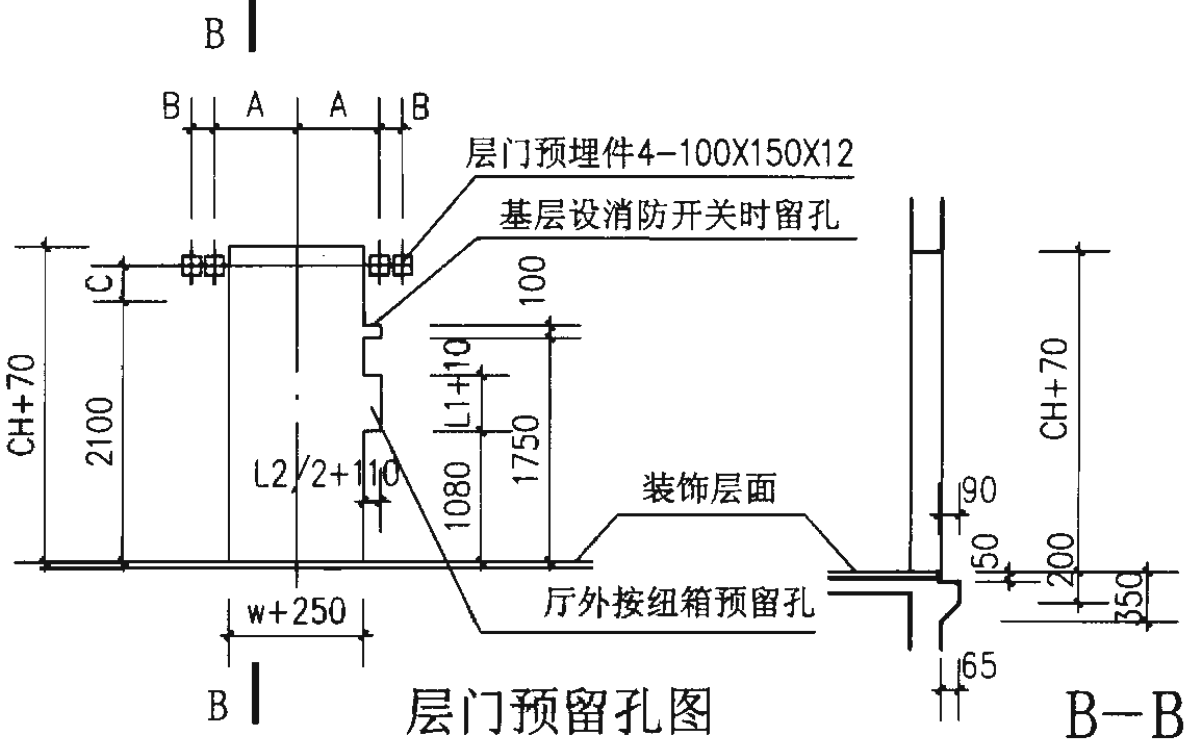 B
B A A B
层门预埋件4-100X150X12
基层设消防开关时留孔
C
100
CH+70
2100
L1+10
1750
CH+70
L2/2+110
1080
装饰层面
90
50
200
350
厅外按纽箱预留孔
w+250
65
B
层门预留孔图
B-B